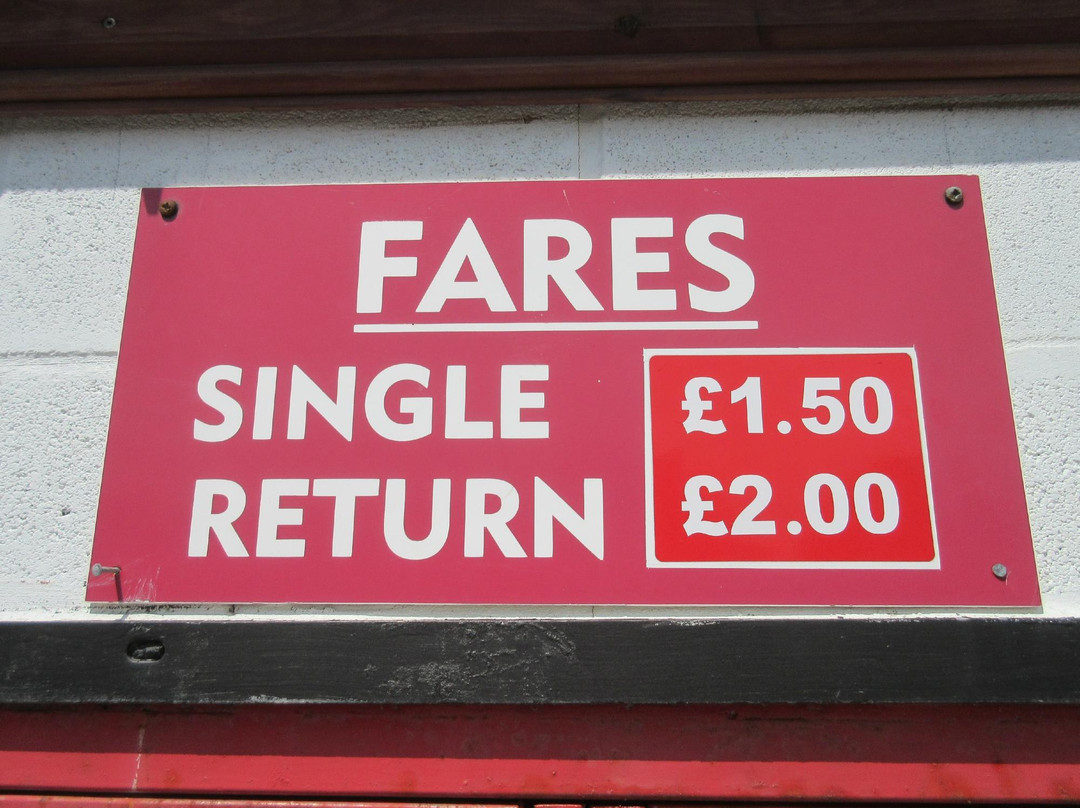 FARES
SINGLE £1.50
RETURN £2.00